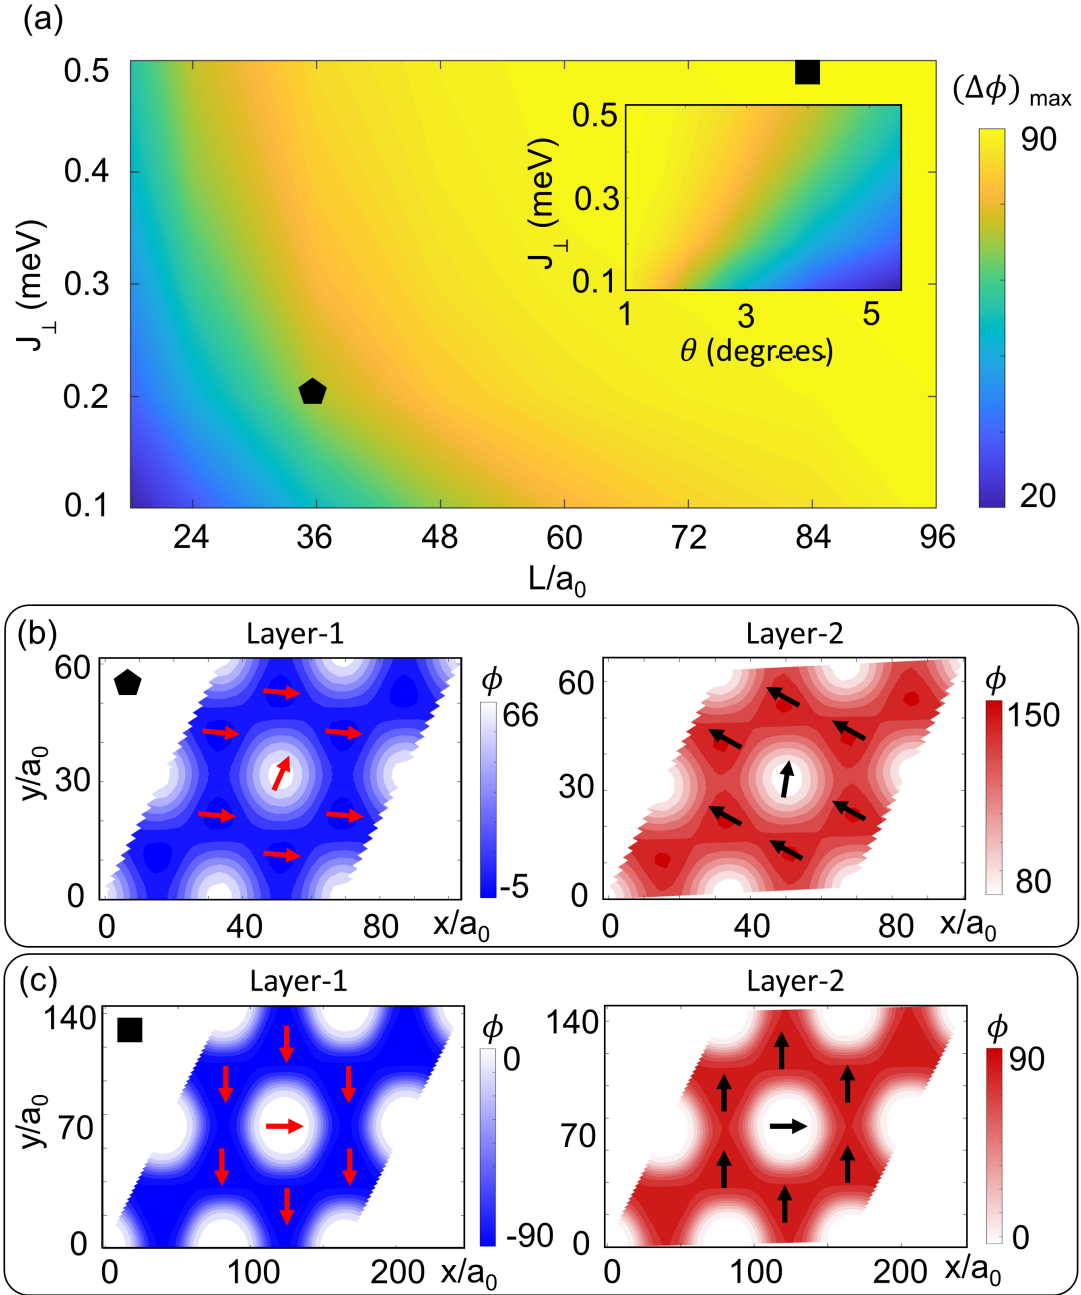 (a)
0.5
0.4
0.3
0.2
0.1
J⊥ (meV)
24 36 48 60 72 84 96
L/a0
(Δϕ) max
90
20
0.5
0.3
0.1
J⊥ (meV)
1 3 5
θ (degrees)
(b)
Layer-1
60
30
0
y/a0
0 40 80 x/a0
ϕ
66
-5
Layer-2
60
30
0
0 40 80 x/a0
ϕ
150
80
(c)
Layer-1
140
70
0
y/a0
0 100 200 x/a0
ϕ
0
-90
Layer-2
140
70
0
0 100 200 x/a0
ϕ
90
0